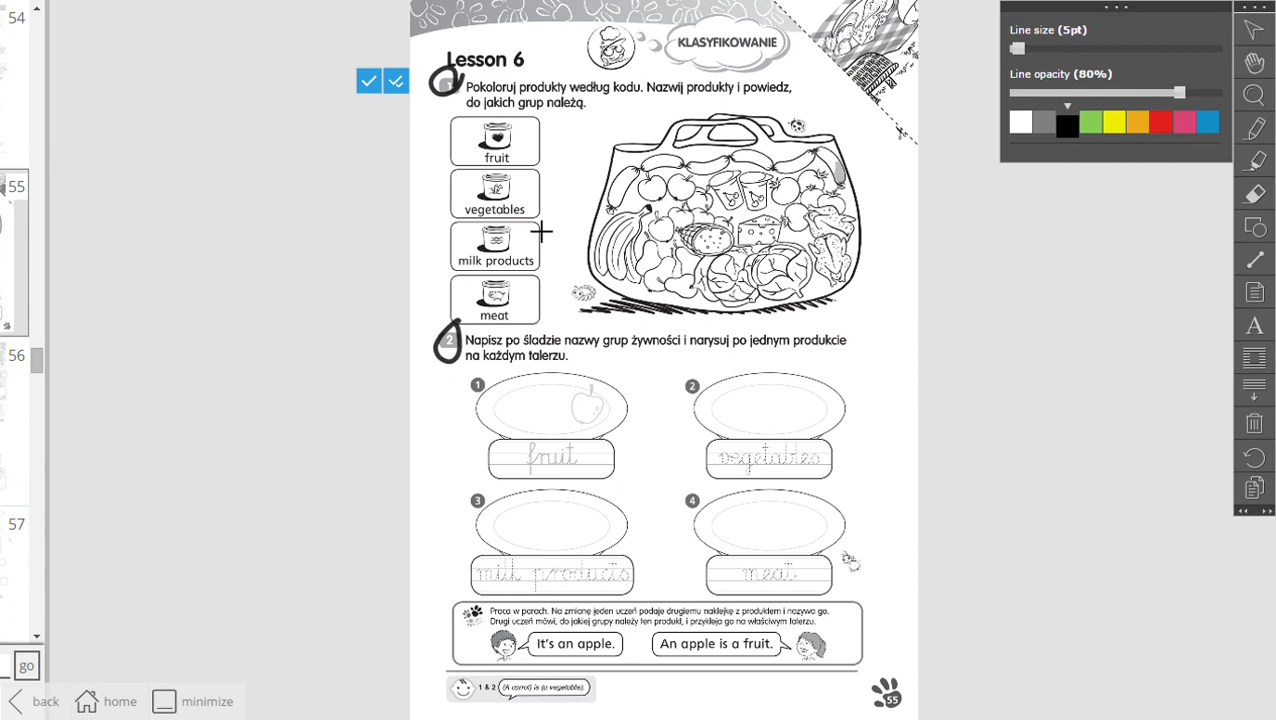 54
55
56
57
go
back
home
minimize
KLASYFIKOWANIE
Lesson 6
Pokoloruj produkty według kodu. Nazwij produkty i powiedz,
do jakich grup należą.
fruit
vegetables
milk products
meat
2 Napisz po śladzie nazwy grup żywności i narysuj po jednym produkcie
na każdym talerzu.
1
fruit
2
vegetables
3
milk products
4
meat
Praca w parach. Na zmianę jeden uczeń podaje drugiemu naklejkę z produktem i nazywa go.
Drugi uczeń mówi, do jakiej grupy należy ten produkt, i przykleja go na właściwym talerzu.
It's an apple.
An apple is a fruit.
1 & 2 (A carrot) is (a vegetable).
55
Line size (5pt)
Line opacity (80%)
A